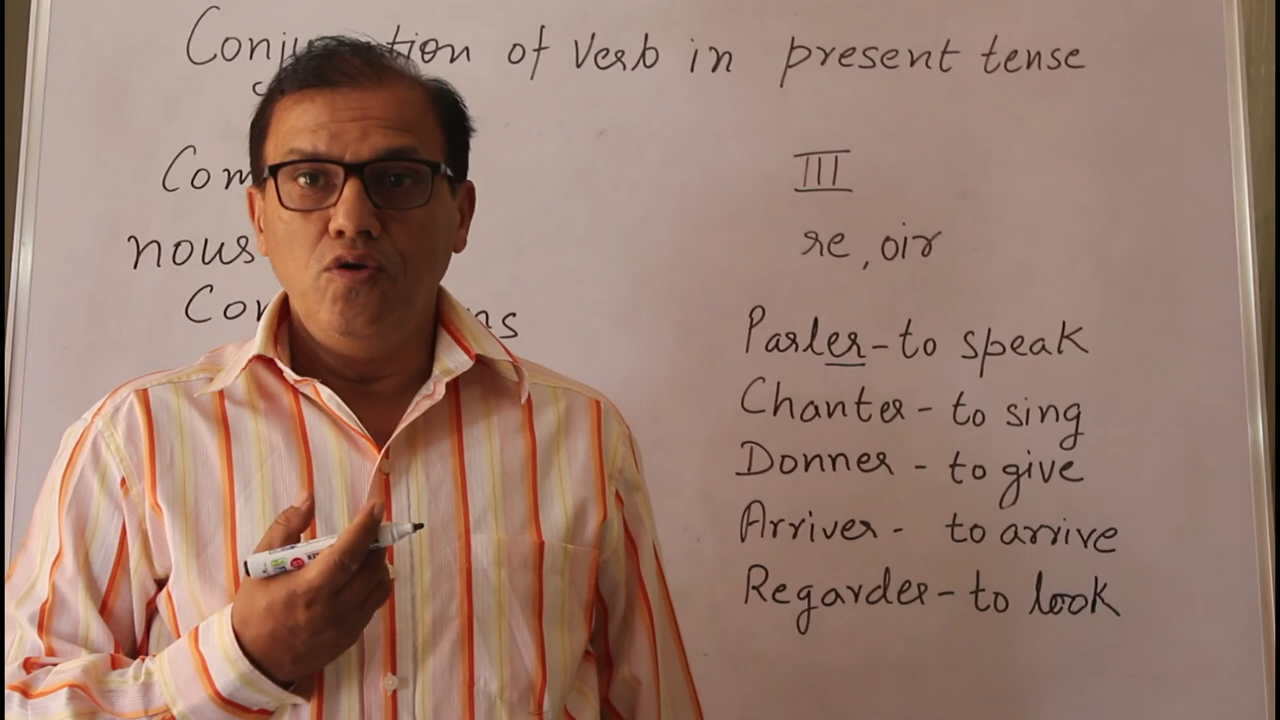 Conjugation of verb in present tense
Com
nous
Con ns
III
re, oir
Parler - to speak
Chanter - to sing
Donner - to give
Arriver - to arrive
Regarder - to look